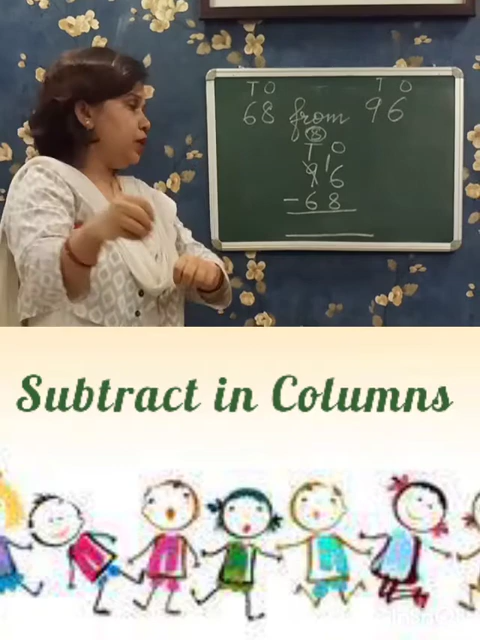 T O T O
68 from 96
8
T O
9 16
- 6 8
Subtract in Columns